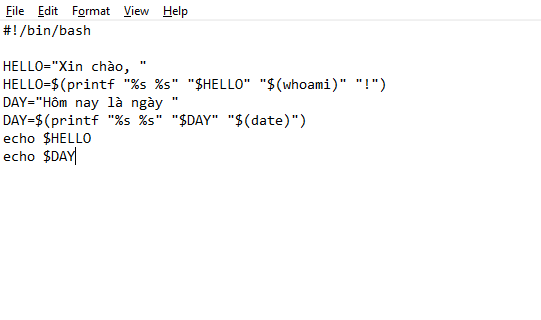 File Edit Format View Help
#!/bin/bash
HELLO="Xin chào, "
HELLO=$(printf "%s %s" "$HELLO" "$(whoami)" "!")
DAY="Hôm nay là ngày "
DAY=$(printf "%s %s" "$DAY" "$(date)")
echo $HELLO
echo $DAY